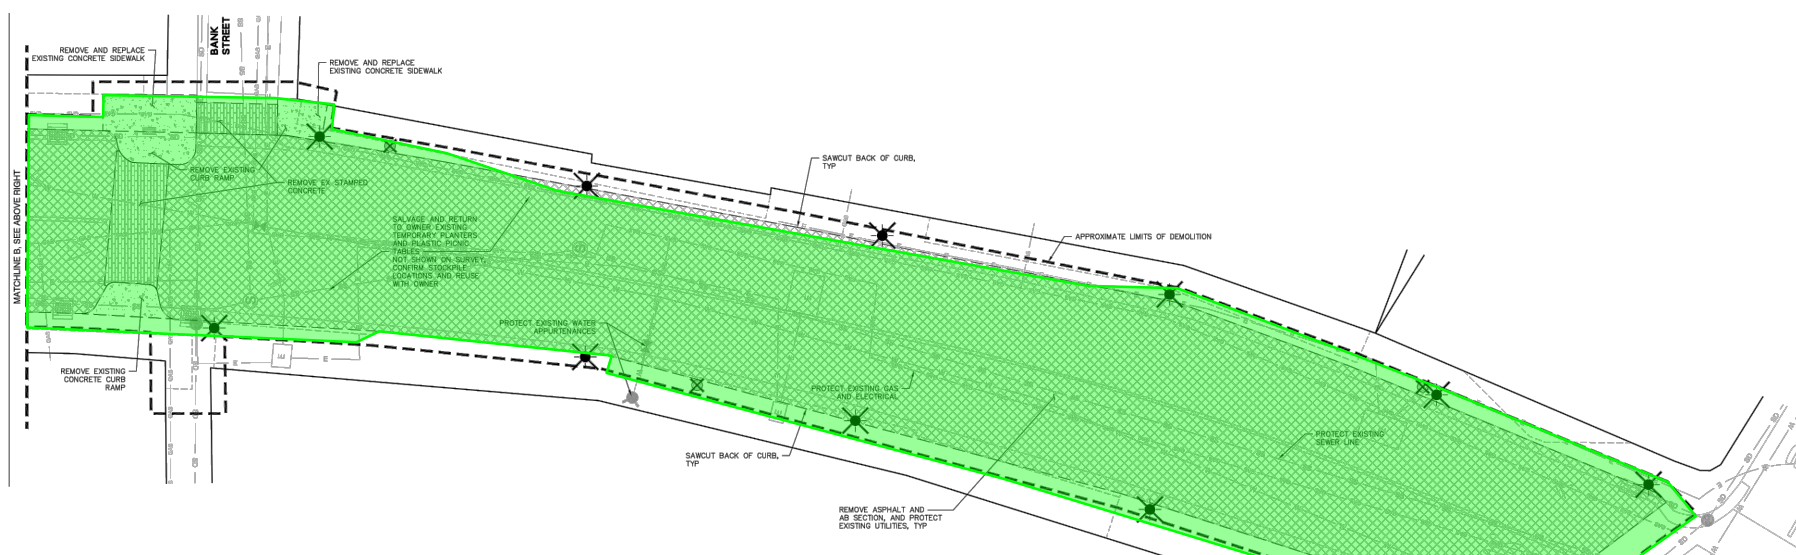 BANK
STREET
REMOVE AND REPLACE
EXISTING CONCRETE SIDEWALK
REMOVE AND REPLACE
EXISTING CONCRETE SIDEWALK
MATCHLINE B, SEE ABOVE RIGHT
REMOVE EXISTING
CURB RAMP
REMOVE EX STAMPED
CONCRETE
SAWCUT BACK OF CURB,
TYP
SALVAGE AND RETURN
TO OWNER EXISTING
TEMPORARY PLANTERS
AND PLASTIC PICNIC
TABLES
NOT SHOWN ON SURVEY,
CONFIRM STOCKPILE
LOCATIONS AND REUSE
WITH OWNER
APPROXIMATE LIMITS OF DEMOLITION
PROTECT EXISTING WATER
APPURTENANCES
REMOVE EXISTING
CONCRETE CURB
RAMP
PROTECT EXISTING GAS
AND ELECTRICAL
PROTECT EXISTING
SEWER LINE
SAWCUT BACK OF CURB,
TYP
REMOVE ASPHALT AND
AB SECTION, AND PROTECT
EXISTING UTILITIES, TYP